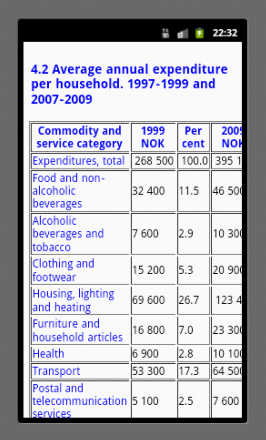 22:32
4.2 Average annual expenditure
per household. 1997-1999 and
2007-2009
Commodity and service category 1999 NOK Per cent 2009 NOK
Expenditures, total 268 500 100.0 395 1
Food and non-alcoholic beverages 32 400 11.5 46 500
Alcoholic beverages and tobacco 7 600 2.9 10 300
Clothing and footwear 15 200 5.3 20 900
Housing, lighting and heating 69 600 26.7 123 4
Furniture and household articles 16 800 7.0 23 300
Health 6 900 2.8 10 100
Transport 53 300 17.3 64 500
Postal and telecommunication services 5 100 2.5 7 600